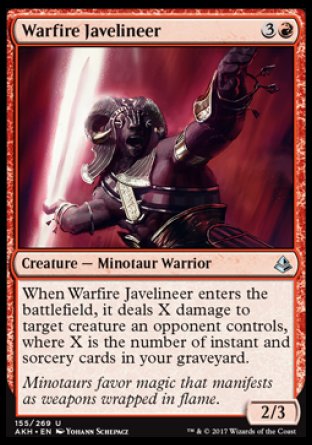 Warfire Javelineer 3
Creature — Minotaur Warrior
When Warfire Javelineer enters the
battlefield, it deals X damage to
target creature an opponent controls,
where X is the number of instant and
sorcery cards in your graveyard.
Minotaurs favor magic that manifests
as weapons wrapped in flame.
2/3
155/269 U
AKH • EN Yohann Schepacz
™ & © 2017 Wizards of the Coast